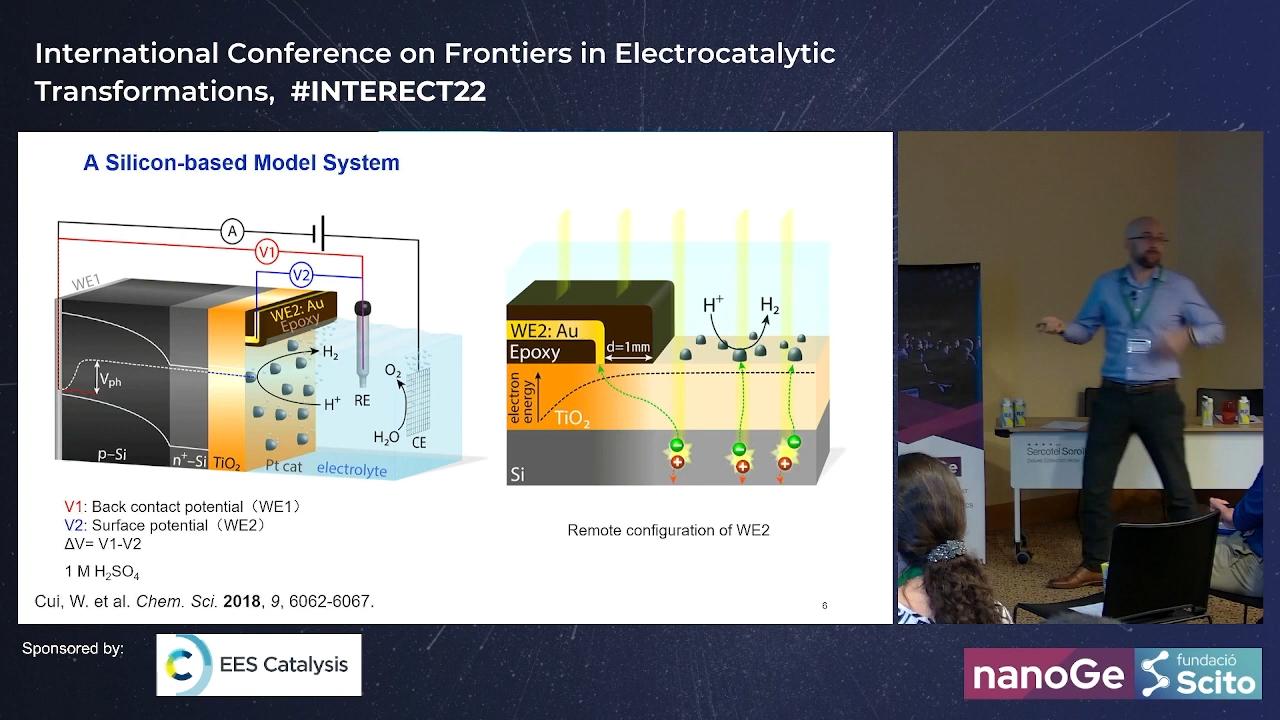 International Conference on Frontiers in Electrocatalytic
Transformations, #INTERECT22
A Silicon-based Model System
A
V1
V2
WE1
WE2: Au
Epoxy
H₂
H⁺
Vph
O₂
RE
H₂O
CE
p–Si
n⁺–Si
TiO₂
Pt cat
electrolyte
H⁺
H₂
WE2: Au
Epoxy
d=1mm
electron
energy
TiO₂
Si
V1: Back contact potential（WE1）
V2: Surface potential（WE2）
ΔV= V1-V2
1 M H₂SO₄
Remote configuration of WE2
Cui, W. et al. Chem. Sci. 2018, 9, 6062-6067.
6
Sercotel Sorol
Sponsored by:
EES Catalysis
nanoGe
fundació
Scito